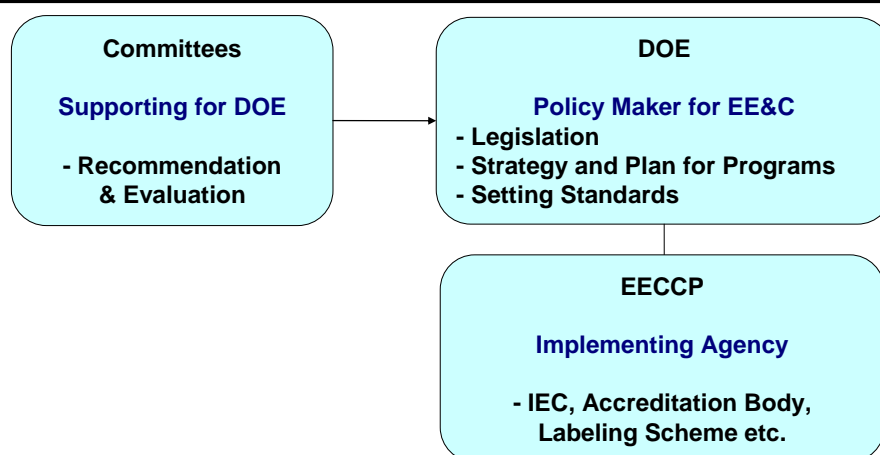 Committees
Supporting for DOE
- Recommendation
& Evaluation
DOE
Policy Maker for EE&C
- Legislation
- Strategy and Plan for Programs
- Setting Standards
EECCP
Implementing Agency
- IEC, Accreditation Body,
Labeling Scheme etc.